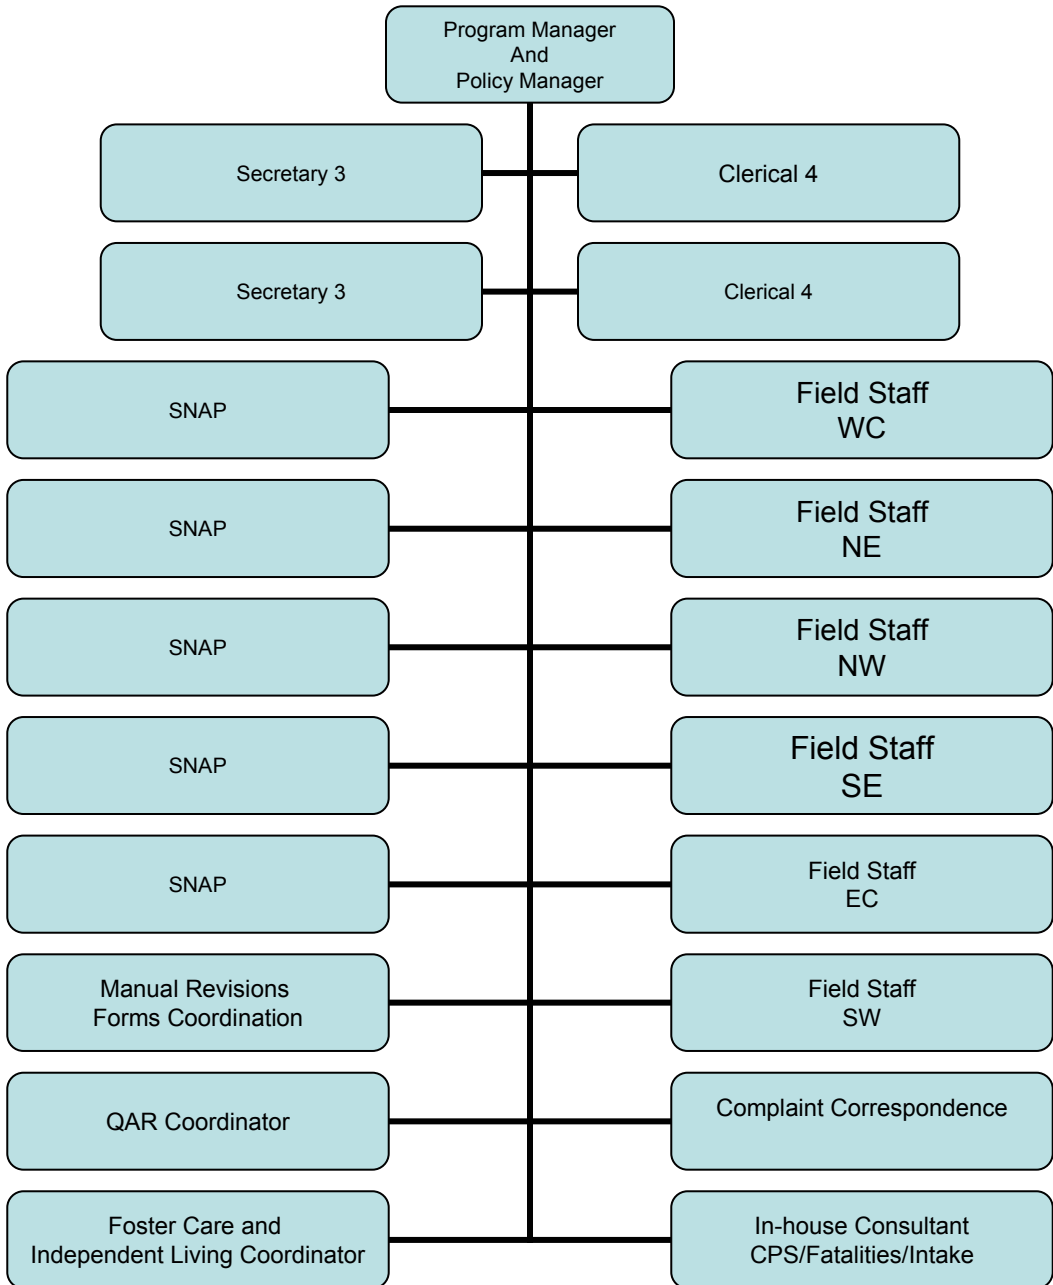 Program Manager
And
Policy Manager
Secretary 3
Clerical 4
Secretary 3
Clerical 4
SNAP
Field Staff
WC
SNAP
Field Staff
NE
SNAP
Field Staff
NW
SNAP
Field Staff
SE
SNAP
Field Staff
EC
Manual Revisions
Forms Coordination
Field Staff
SW
QAR Coordinator
Complaint Correspondence
Foster Care and
Independent Living Coordinator
In-house Consultant
CPS/Fatalities/Intake